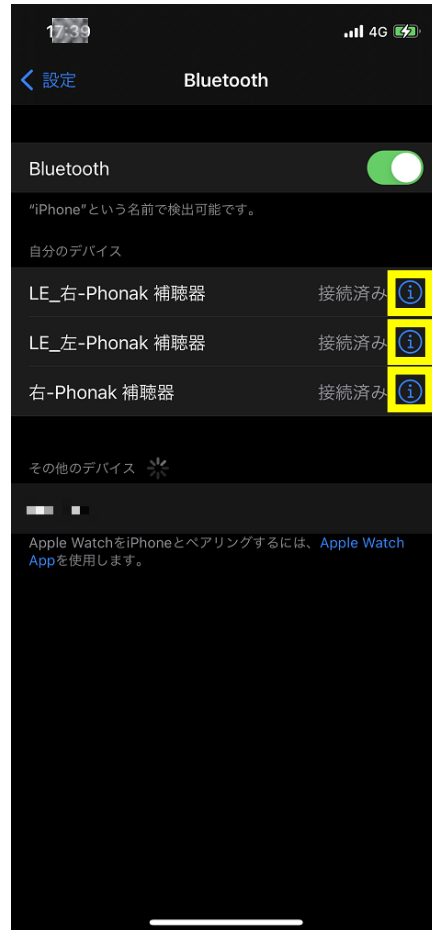 17:39
4G
設定
Bluetooth
Bluetooth
“iPhone”という名前で検出可能です。
自分のデバイス
LE_右-Phonak 補聴器 接続済み
LE_左-Phonak 補聴器 接続済み
右-Phonak 補聴器 接続済み
その他のデバイス
Apple WatchをiPhoneとペアリングするには、Apple Watch
Appを使用します。